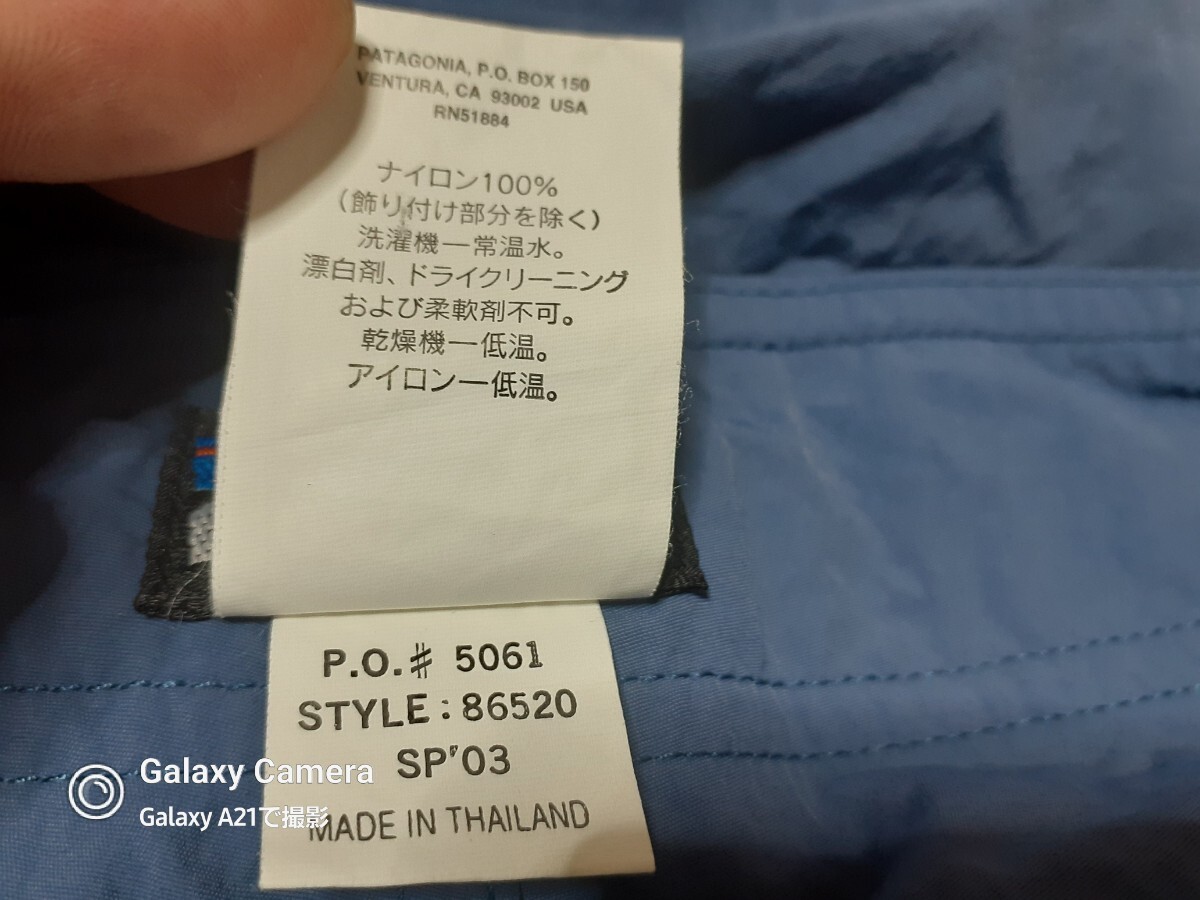 PATAGONIA, P.O. BOX 150
VENTURA, CA 93002 USA
RN51884
ナイロン100%
(飾り付け部分を除く)
洗濯機ー常温水。
漂白剤、ドライクリーニング
および柔軟剤不可。
乾燥機ー低温。
アイロンー低温。
P.O.# 5061
STYLE: 86520
SP'03
MADE IN THAILAND
Galaxy Camera
Galaxy A21で撮影